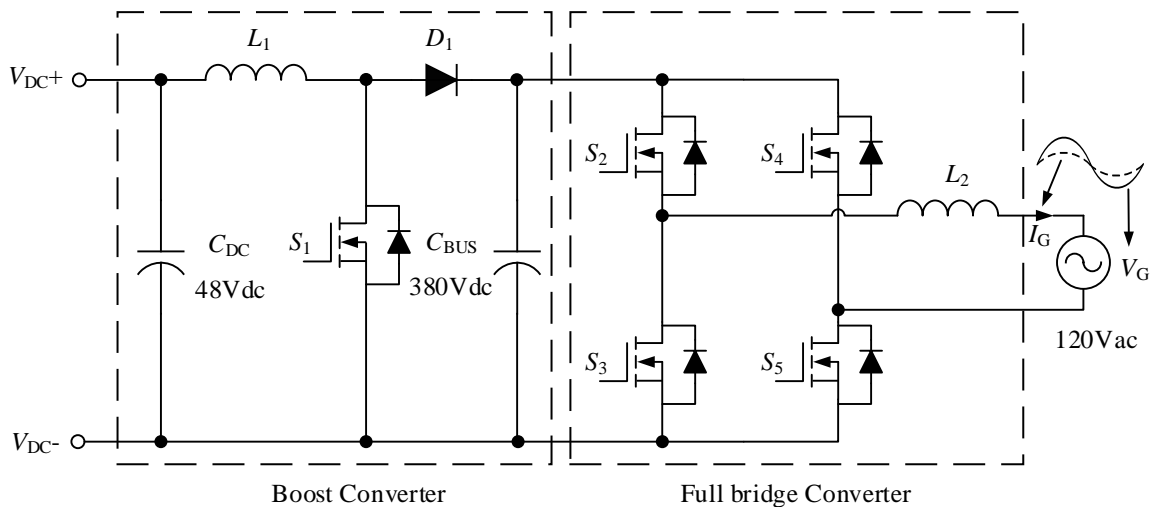 L1
D1
VDC+
S2
S4
L2
S1
CDC
48Vdc
CBUS
380Vdc
IG
VG
S3
S5
120Vac
VDC-
Boost Converter
Full bridge Converter